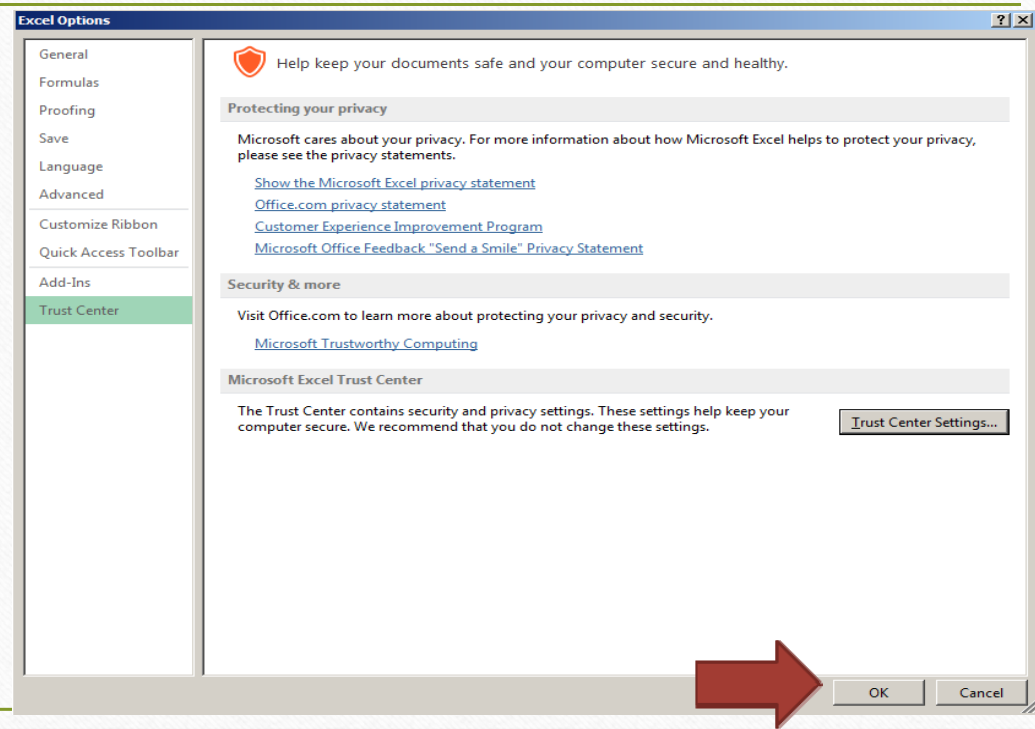 Excel Options
General
Formulas
Proofing
Save
Language
Advanced
Customize Ribbon
Quick Access Toolbar
Add-Ins
Trust Center
Help keep your documents safe and your computer secure and healthy.
Protecting your privacy
Microsoft cares about your privacy. For more information about how Microsoft Excel helps to protect your privacy,
please see the privacy statements.
Show the Microsoft Excel privacy statement
Office.com privacy statement
Customer Experience Improvement Program
Microsoft Office Feedback "Send a Smile" Privacy Statement
Security & more
Visit Office.com to learn more about protecting your privacy and security.
Microsoft Trustworthy Computing
Microsoft Excel Trust Center
The Trust Center contains security and privacy settings. These settings help keep your
computer secure. We recommend that you do not change these settings.
Trust Center Settings...
OK
Cancel